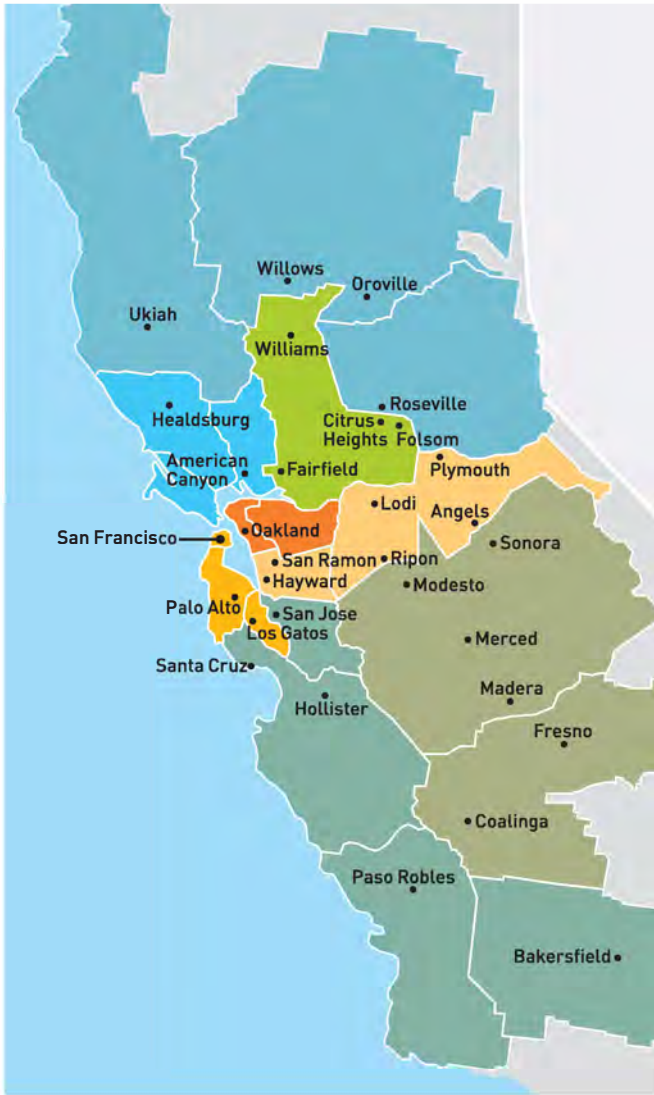 Willows
Oroville
Ukiah
Williams
Roseville
Healdsburg
Citrus
Heights
Folsom
American
Canyon
Fairfield
Plymouth
Lodi
Angels
Oakland
San Francisco
Sonora
San Ramon
Ripon
Hayward
Modesto
Palo Alto
San Jose
Los Gatos
Merced
Santa Cruz
Madera
Hollister
Fresno
Coalinga
Paso Robles
Bakersfield